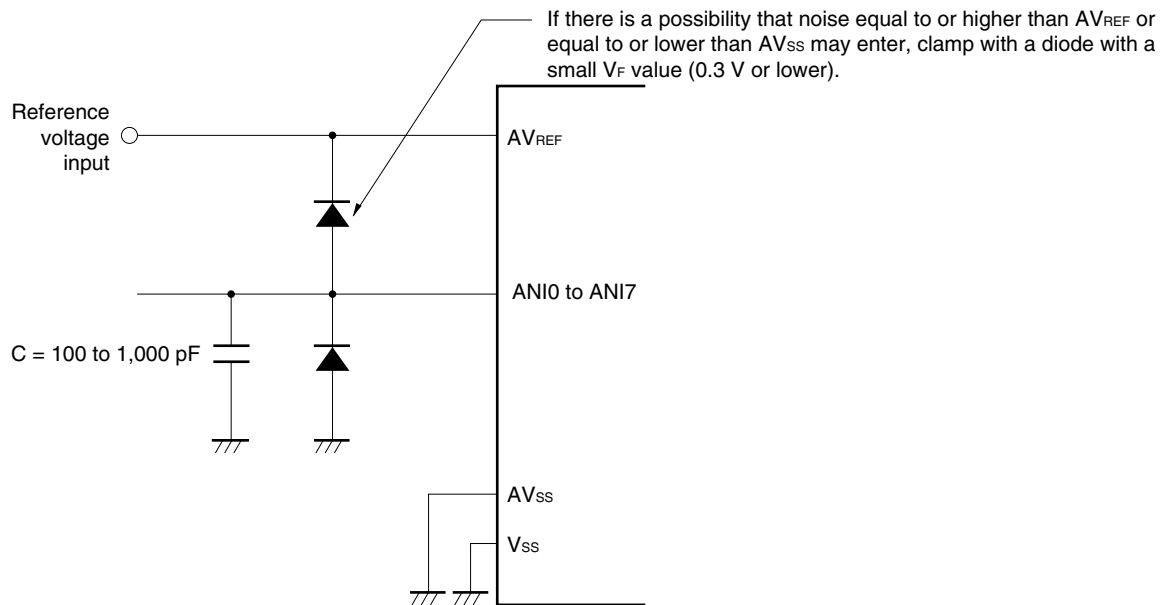 If there is a possibility that noise equal to or higher than AVREF or
equal to or lower than AVSS may enter, clamp with a diode with a
small VF value (0.3 V or lower).
Reference
voltage
input
AVREF
ANI0 to ANI7
C = 100 to 1,000 pF
AVSS
VSS